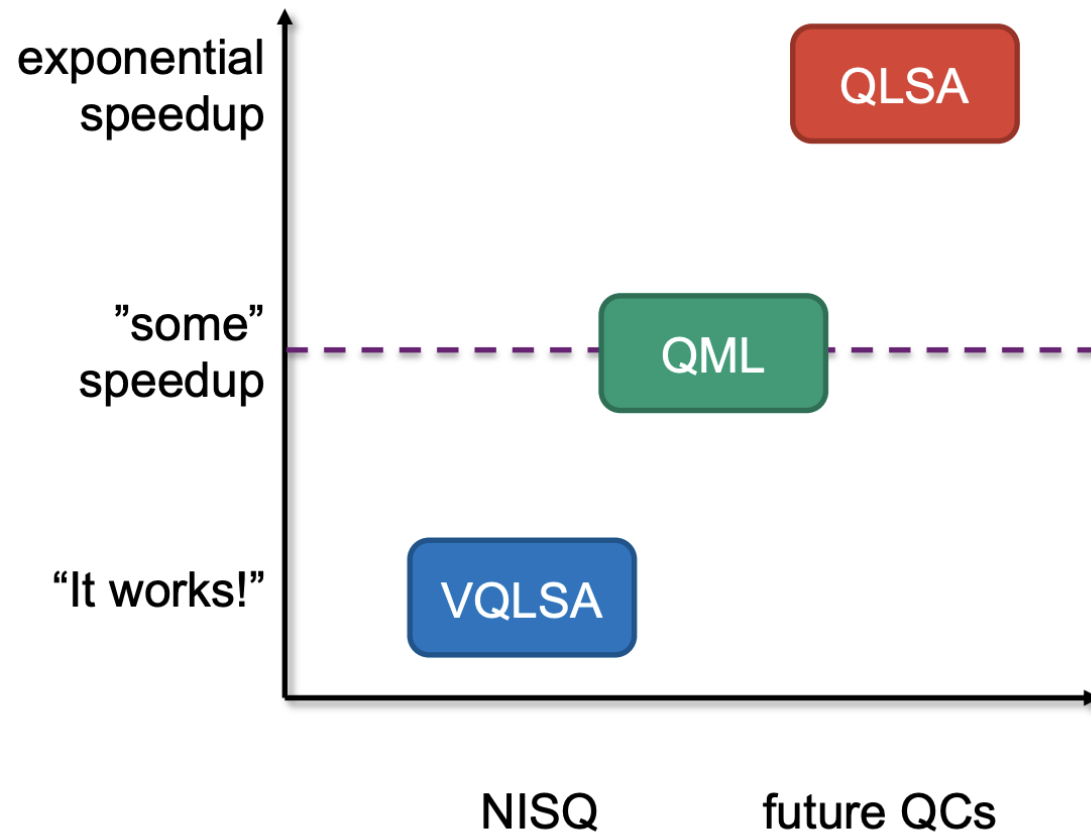 exponential
speedup
QLSA
”some”
speedup
QML
“It works!”
VQLSA
NISQ
future QCs